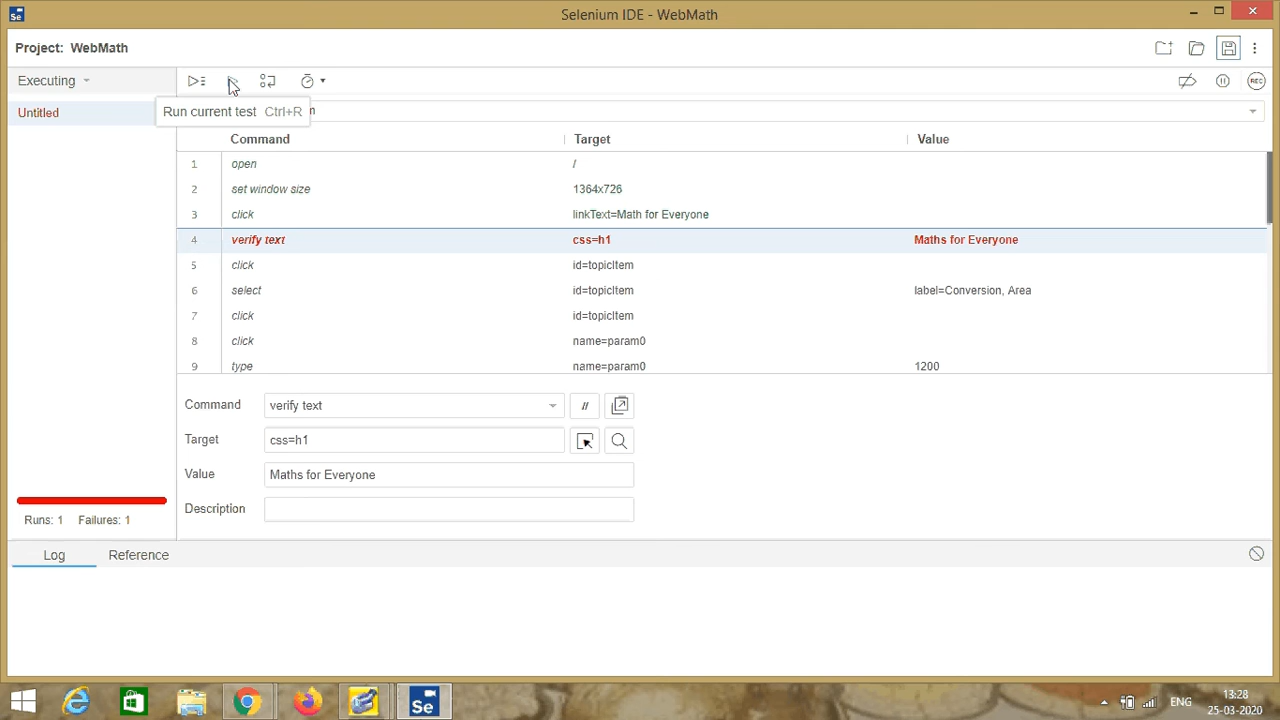 Se Selenium IDE - WebMath
Project: WebMath
Executing
REC
Untitled
Run current test Ctrl+R
Command Target Value
1 open /
2 set window size 1364x726
3 click linkText=Math for Everyone
4 verify text css=h1 Maths for Everyone
5 click id=topicItem
6 select id=topicItem label=Conversion, Area
7 click id=topicItem
8 click name=param0
9 type name=param0 1200
Command verify text //
Target css=h1
Value Maths for Everyone
Description
Runs: 1 Failures: 1
Log Reference
Se
ENG
13:28
25-03-2020